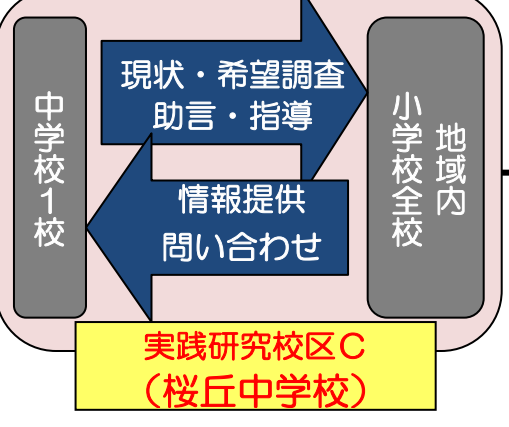 中学校１校
現状・希望調査
助言・指導
情報提供
問い合わせ
地域内
小学校全校
実践研究校区Ｃ
（桜丘中学校）